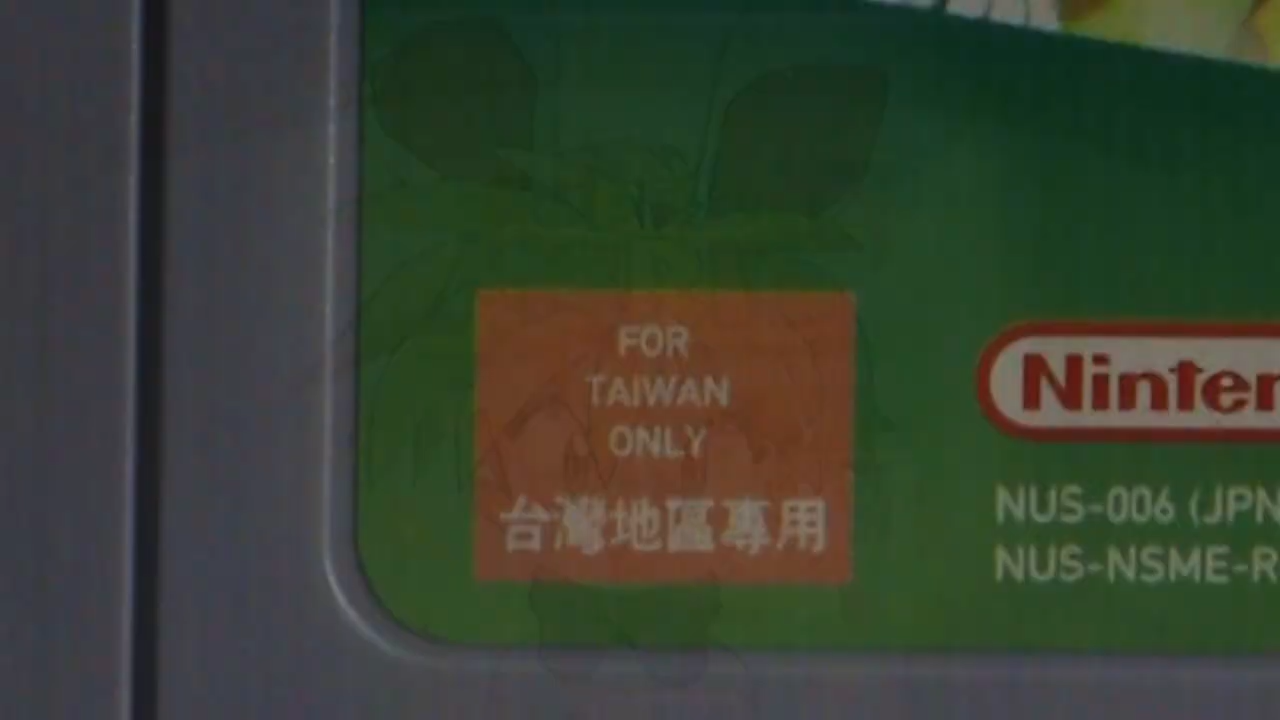 FOR
TAIWAN
ONLY
台灣地區專用
Ninten
NUS-006 (JPN
NUS-NSME-R